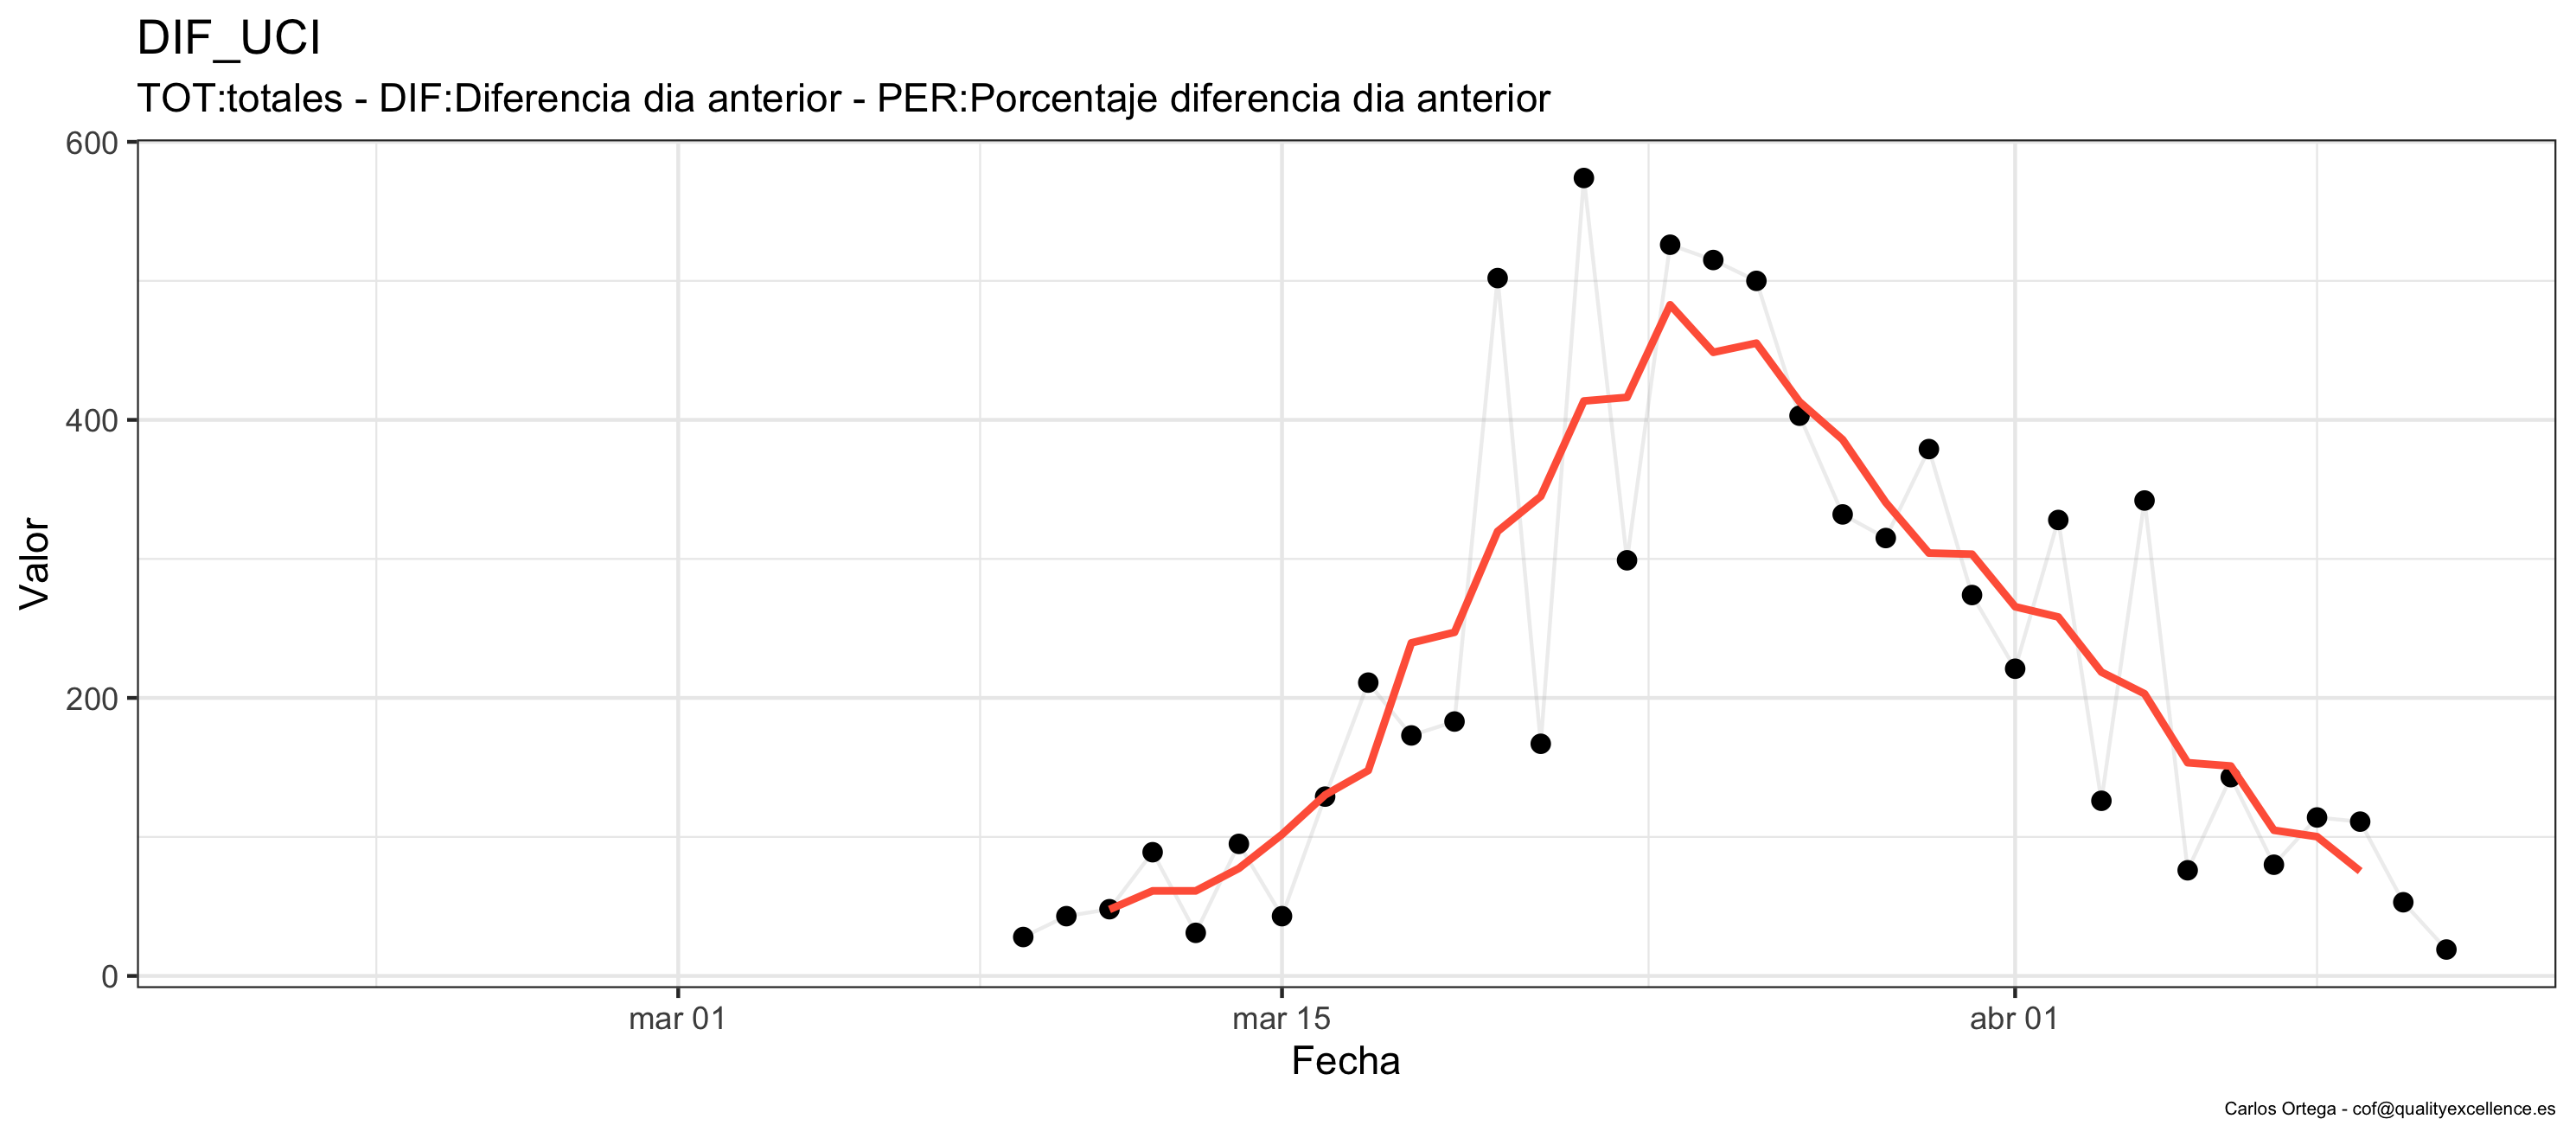 DIF_UCI
TOT:totales - DIF:Diferencia dia anterior - PER:Porcentaje diferencia dia anterior
600
400
200
0
Valor
mar 01
mar 15
abr 01
Fecha
Carlos Ortega - cof@qualityexcellence.es